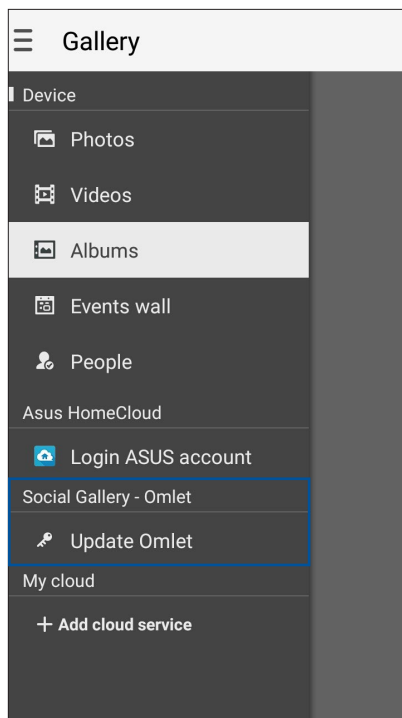 Gallery
Device
Photos
Videos
Albums
Events wall
People
Asus HomeCloud
Login ASUS account
Social Gallery - Omlet
Update Omlet
My cloud
+ Add cloud service